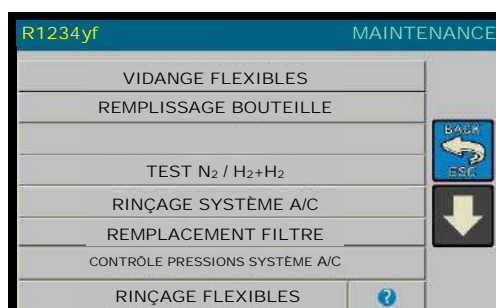 R1234yf MAINTENANCE
VIDANGE FLEXIBLES
REMPLISSAGE BOUTEILLE
BACK
ESC
TEST N₂ / H₂+H₂
RINÇAGE SYSTÈME A/C
REMPLACEMENT FILTRE
CONTRÔLE PRESSIONS SYSTÈME A/C
RINÇAGE FLEXIBLES ?